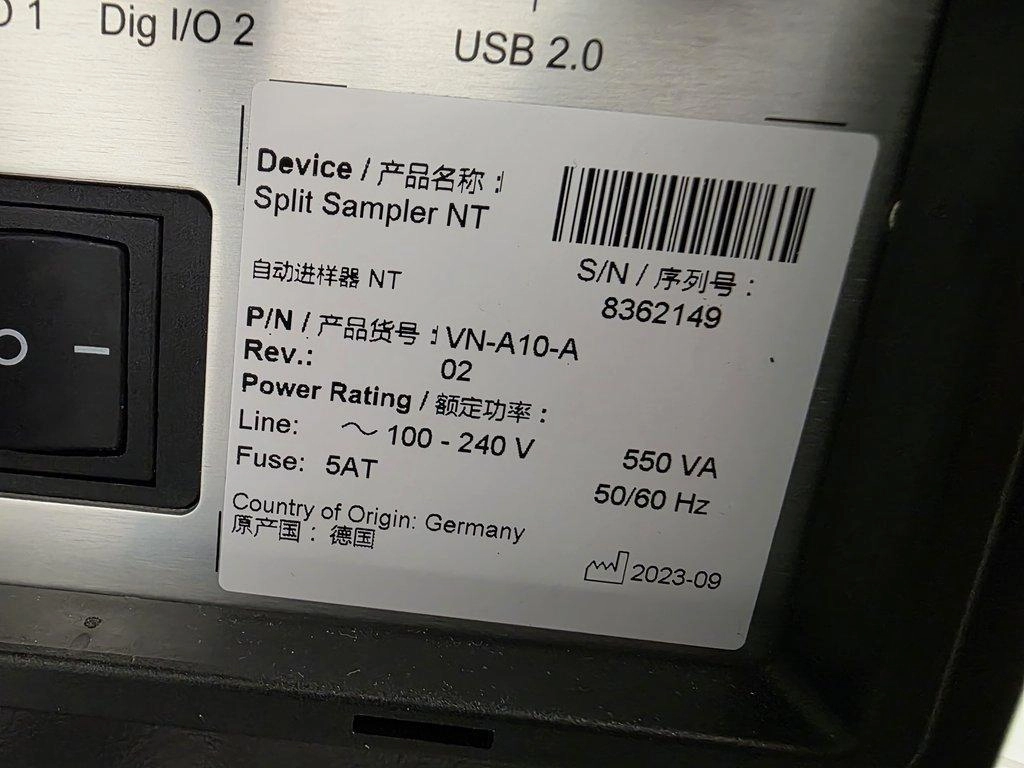 O 1
Dig I/O 2
USB 2.0
Device / 产品名称：
Split Sampler NT
自动进样器 NT
S/N / 序列号：
8362149
P/N / 产品货号： VN-A10-A
Rev.: 02
Power Rating / 额定功率：
Line: ～ 100 - 240 V 550 VA
Fuse: 5AT 50/60 Hz
Country of Origin: Germany
原产国： 德国
2023-09
O –